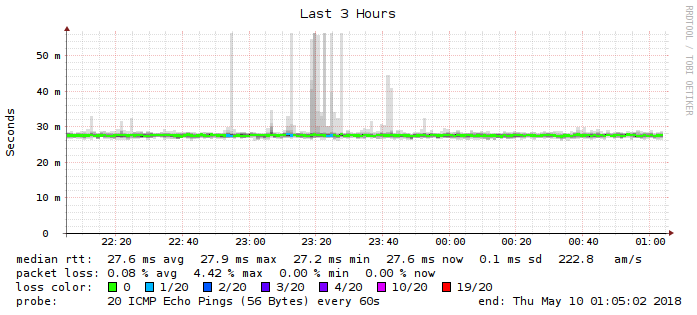 Last 3 Hours
RRDTOOL / TOBI OETIKER
Seconds
50 m
40 m
30 m
20 m
10 m
0
22:20 22:40 23:00 23:20 23:40 00:00 00:20 00:40 01:00
median rtt: 27.6 ms avg 27.9 ms max 27.2 ms min 27.6 ms now 0.1 ms sd 222.8 am/s
packet loss: 0.08 % avg 4.42 % max 0.00 % min 0.00 % now
loss color: 0 1/20 2/20 3/20 4/20 10/20 19/20
probe: 20 ICMP Echo Pings (56 Bytes) every 60s end: Thu May 10 01:05:02 2018